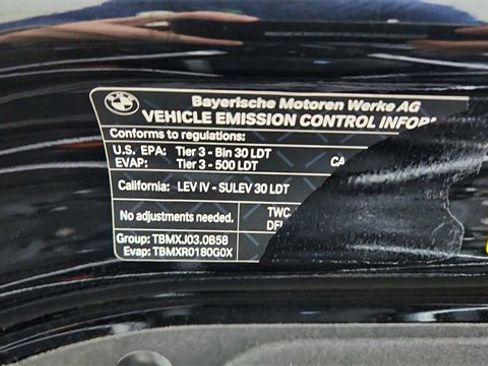 BMW
Bayerische Motoren Werke AG
VEHICLE EMISSION CONTROL INFOR
Conforms to regulations:
U.S. EPA: Tier 3 - Bin 30 LDT
EVAP: Tier 3 - 500 LDT CA
California: LEV IV - SULEV 30 LDT
No adjustments needed. TWC,
DFI
Group: TBMXJ03.0B58
Evap: TBMXR0180G0X